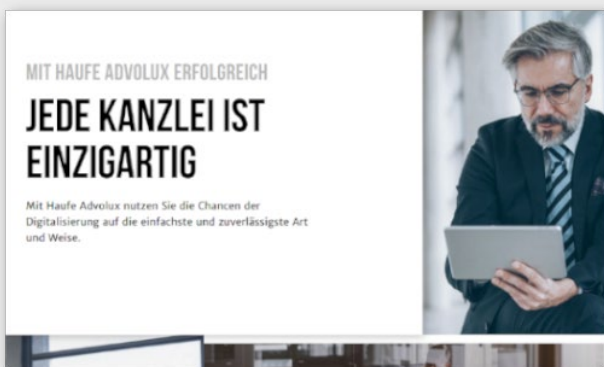 MIT HAUFE ADVOLUX ERFOLGREICH
JEDE KANZLEI IST
EINZIGARTIG
Mit Haufe Advolux nutzen Sie die Chancen der
Digitalisierung auf die einfachste und zuverlässigste Art
und Weise.